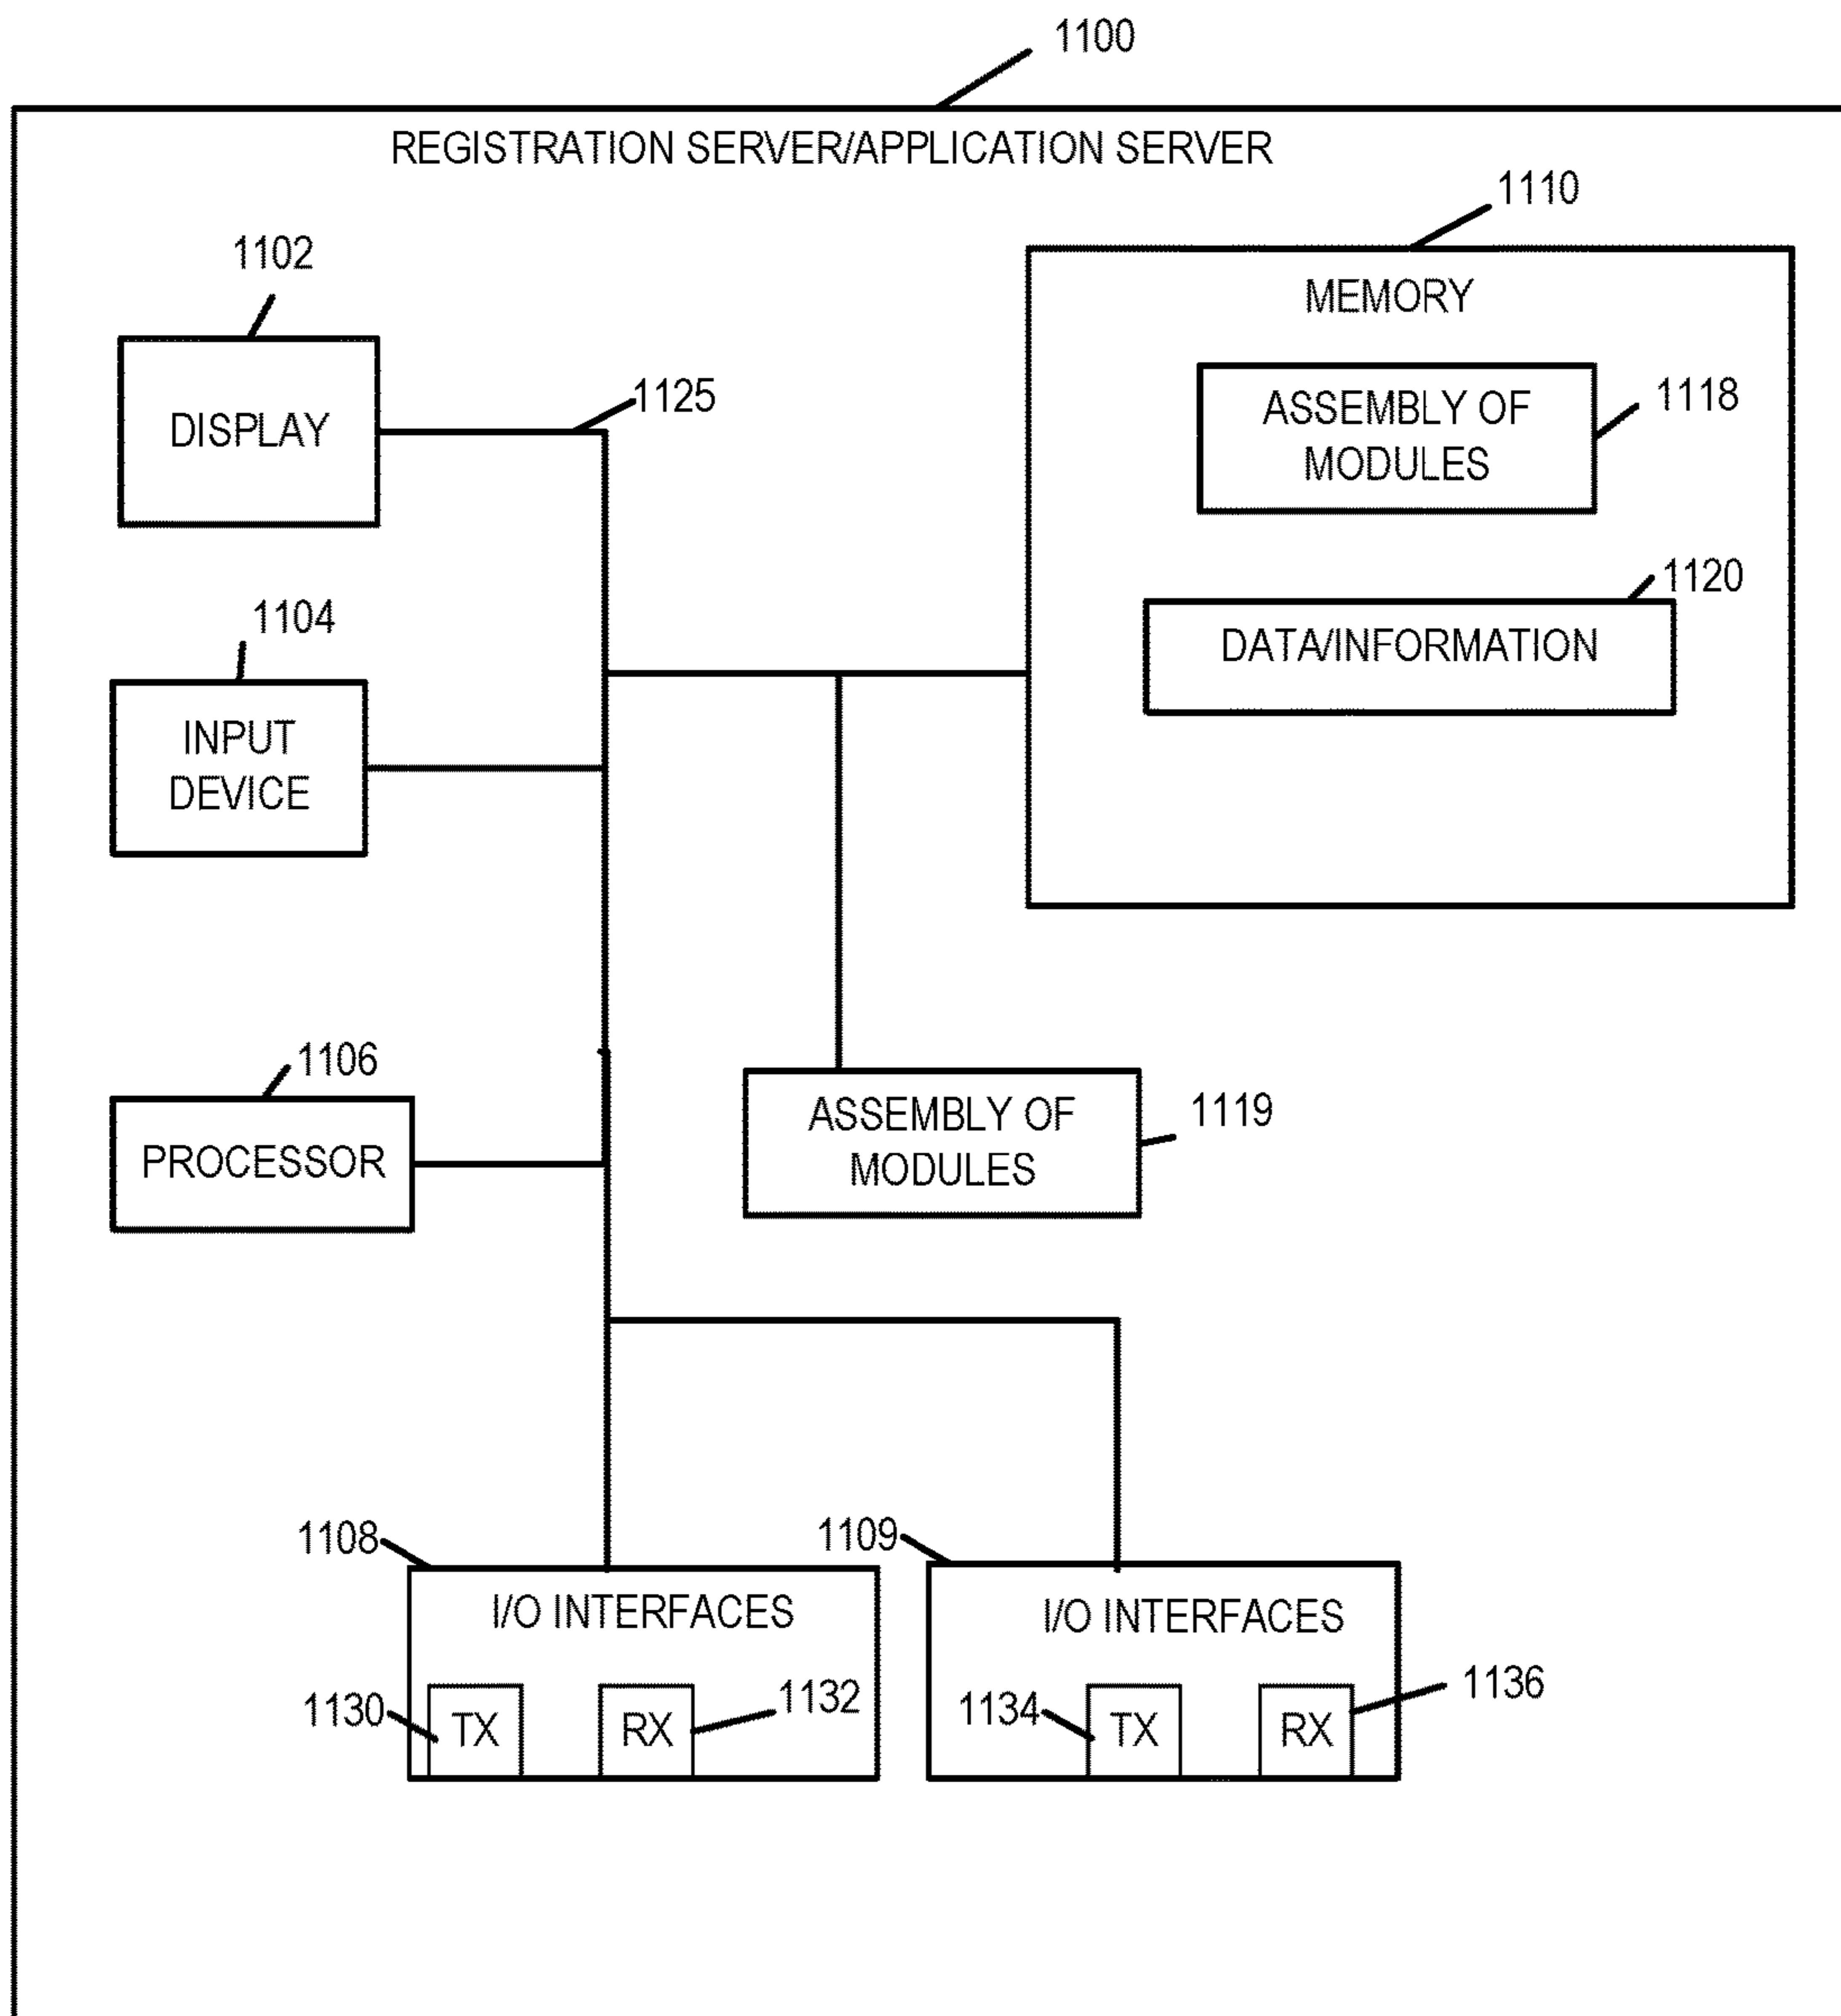 1100
REGISTRATION SERVER/APPLICATION SERVER
1110
1102
MEMORY
DISPLAY
1125
ASSEMBLY OF
MODULES
1118
1120
DATA/INFORMATION
1104
INPUT
DEVICE
1106
PROCESSOR
ASSEMBLY OF
MODULES
1119
1108
I/O INTERFACES
1130
TX
RX
1132
1109
I/O INTERFACES
1134
TX
RX
1136